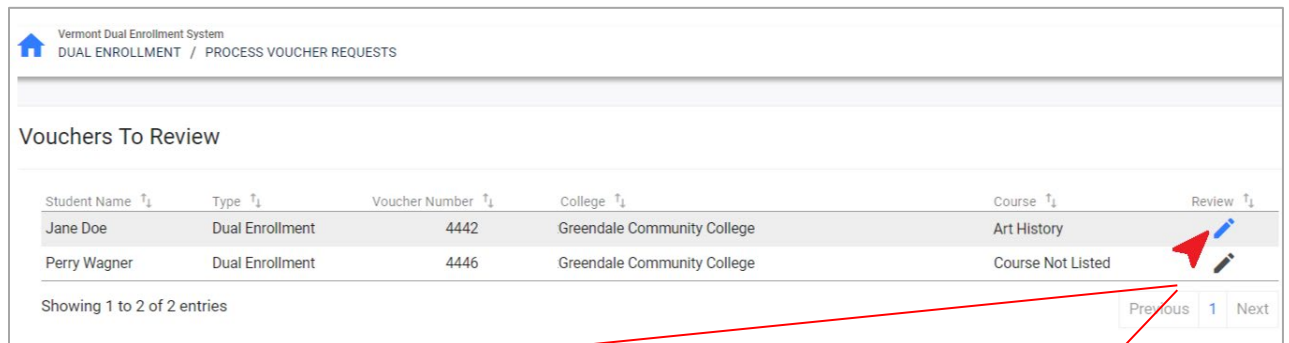 Vermont Dual Enrollment System
DUAL ENROLLMENT / PROCESS VOUCHER REQUESTS
Vouchers To Review
Student Name Type Voucher Number College Course Review
Jane Doe Dual Enrollment 4442 Greendale Community College Art History
Perry Wagner Dual Enrollment 4446 Greendale Community College Course Not Listed
Showing 1 to 2 of 2 entries
Previous 1 Next